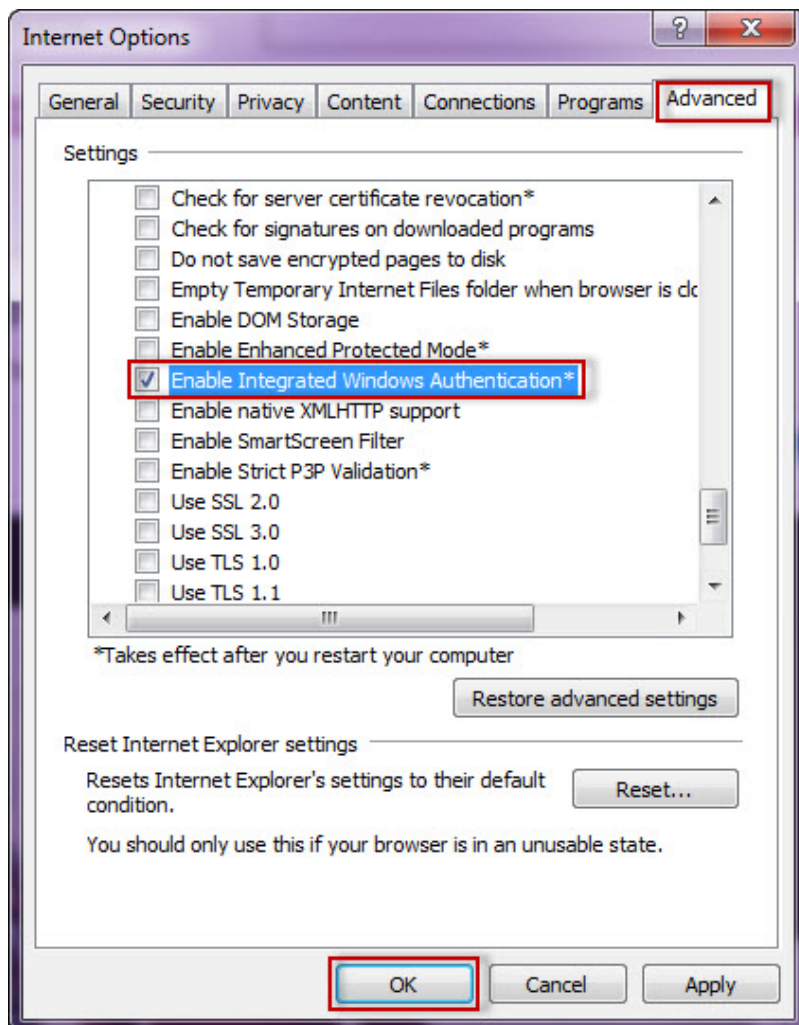 Internet Options
General Security Privacy Content Connections Programs Advanced
Settings
Check for server certificate revocation*
Check for signatures on downloaded programs
Do not save encrypted pages to disk
Empty Temporary Internet Files folder when browser is clc
Enable DOM Storage
Enable Enhanced Protected Mode*
Enable Integrated Windows Authentication*
Enable native XMLHTTP support
Enable SmartScreen Filter
Enable Strict P3P Validation*
Use SSL 2.0
Use SSL 3.0
Use TLS 1.0
Use TLS 1.1
*Takes effect after you restart your computer
Restore advanced settings
Reset Internet Explorer settings
Resets Internet Explorer's settings to their default
condition.
Reset...
You should only use this if your browser is in an unusable state.
OK Cancel Apply